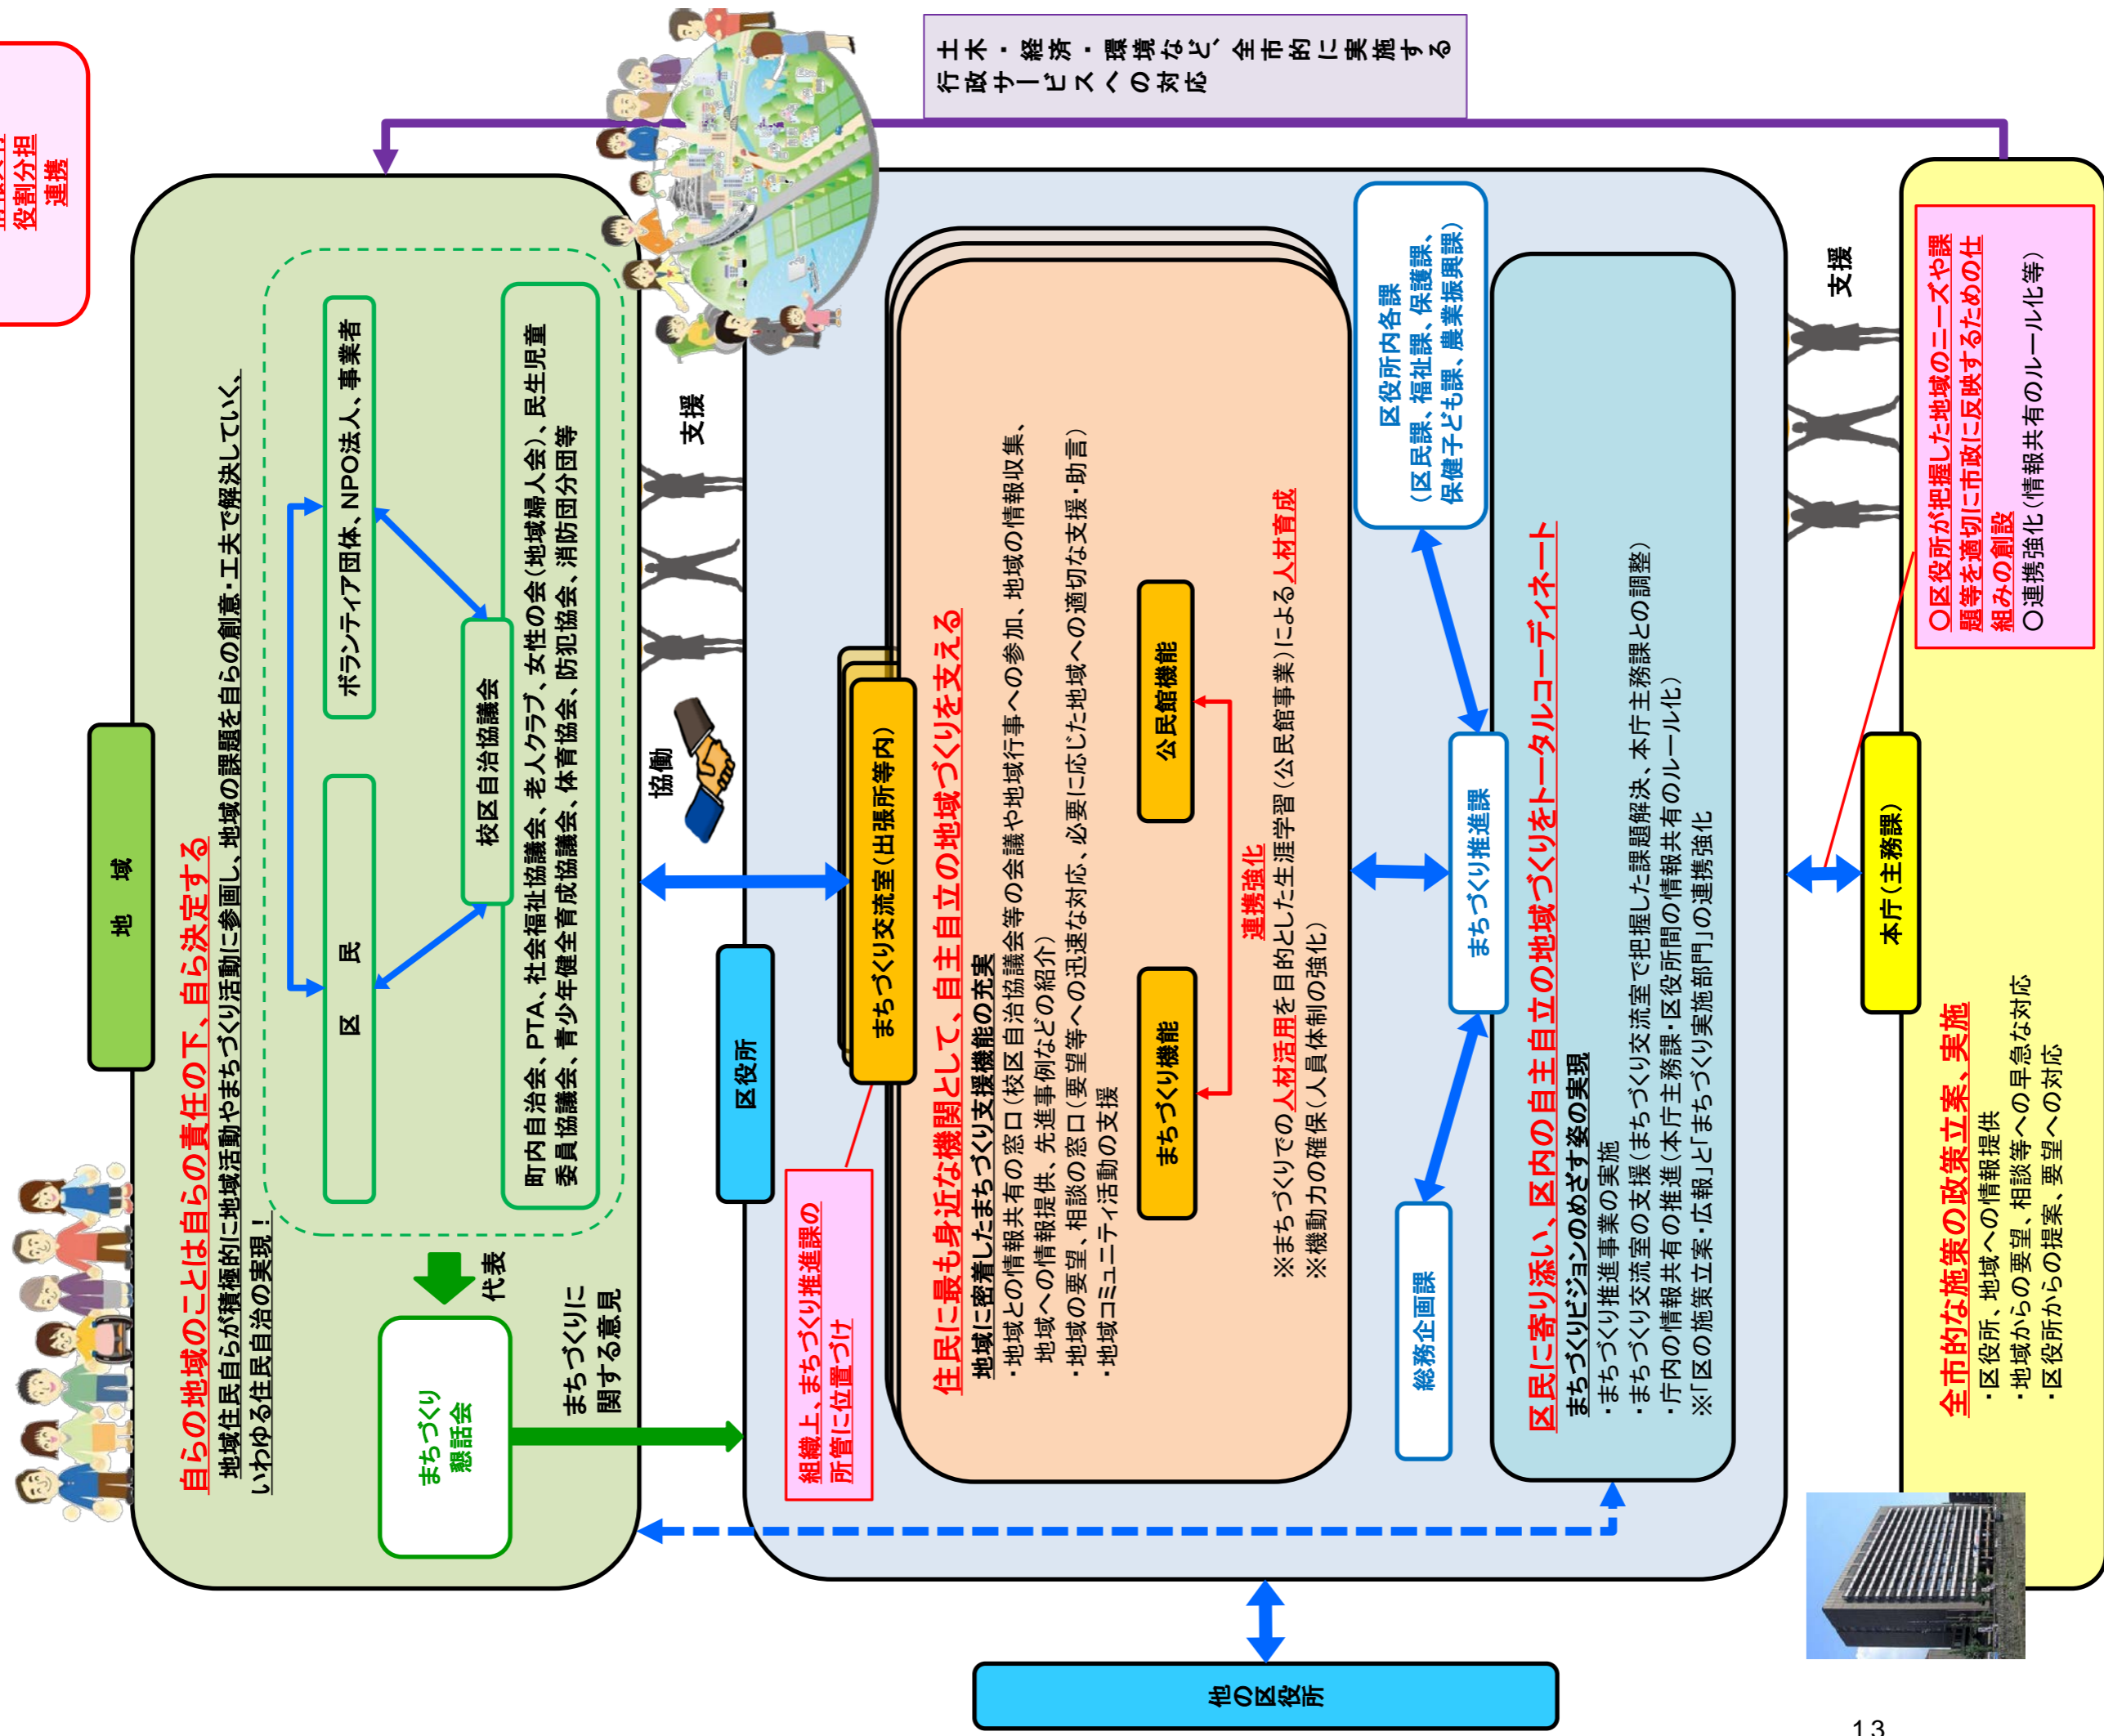 役割分担
連携
地　域
自らの地域のことは自らの責任の下、自ら決定する
地域住民自らが積極的に地域活動やまちづくり活動に参画し、地域の課題を自らの創意・工夫で解決していく、
いわゆる住民自治の実現！
区　民
ボランティア団体、NPO法人、事業者
校区自治協議会
町内自治会、PTA、社会福祉協議会、老人クラブ、女性の会(地域婦人会)、民生児童
委員協議会、青少年健全育成協議会、体育協会、防犯協会、消防団分団等
代表
まちづくり
懇話会
まちづくりに
関する意見
協働
支援
土木・経済・環境など、全市的に実施する
行政サービスへの対応
区役所
組織上、まちづくり推進課の
所管に位置づけ
まちづくり交流室(出張所等内)
住民に最も身近な機関として、自主自立の地域づくりを支える
地域に密着したまちづくり支援機能の充実
・地域との情報共有の窓口(校区自治協議会等の会議や地域行事への参加、地域の情報収集、
地域への情報提供、先進事例などの紹介)
・地域の要望、相談の窓口(要望等への迅速な対応、必要に応じた地域への適切な支援・助言)
・地域コミュニティ活動の支援
まちづくり機能
公民館機能
連携強化
※まちづくりでの人材活用を目的とした生涯学習(公民館事業)による人材育成
※機動力の確保(人員体制の強化)
総務企画課
まちづくり推進課
区役所内各課
(区民課、福祉課、保護課、
保健子ども課、農業振興課)
区民に寄り添い、区内の自主自立の地域づくりをトータルコーディネート
まちづくりビジョンのめざす姿の実現
・まちづくり推進事業の実施
・まちづくり交流室の支援(まちづくり交流室で把握した課題解決、本庁主務課との調整)
・庁内の情報共有の推進(本庁主務課・区役所間の情報共有のルール化)
※「区の施策立案・広報」と「まちづくり実施部門」の連携強化
他の区役所
支援
本庁(主務課)
〇区役所が把握した地域のニーズや課
題等を適切に市政に反映するための仕
組みの創設
〇連携強化(情報共有のルール化等)
全市的な施策の政策立案、実施
・区役所、地域への情報提供
・地域からの要望、相談等への早急な対応
・区役所からの提案、要望への対応
13